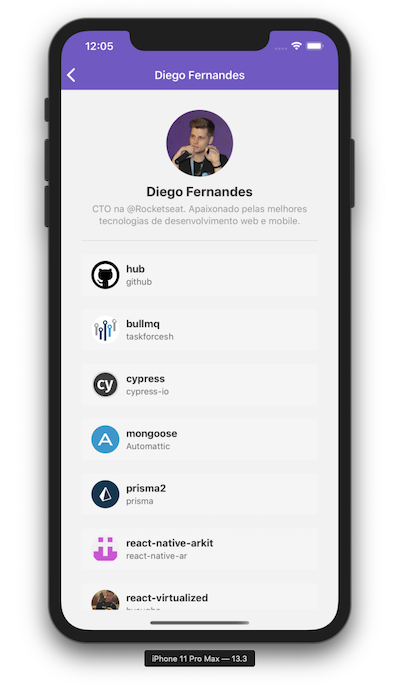 12:05
Diego Fernandes
Diego Fernandes
CTO na @Rocketseat. Apaixonado pelas melhores
tecnologias de desenvolvimento web e mobile.
hub
github
bullmq
taskforcesh
cy
cypress
cypress-io
mongoose
Automattic
prisma2
prisma
react-native-arkit
react-native-ar
react-virtualized
iPhone 11 Pro Max — 13.3